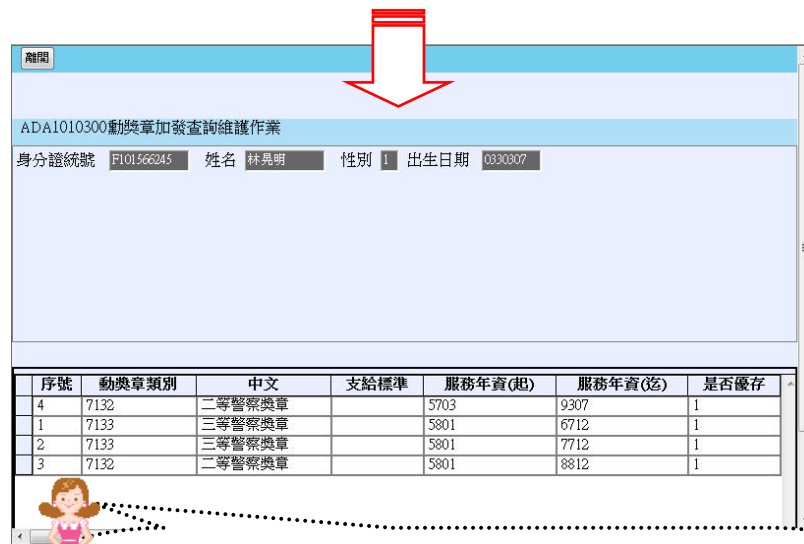 離開
ADA1010300勳獎章加發查詢維護作業
身分證統號 F101566245 姓名 林晃明 性別 1 出生日期 0330307
序號 勳獎章類別 中文 支給標準 服務年資(起) 服務年資(迄) 是否優存
4 7132 二等警察獎章 5703 9307 1
1 7133 三等警察獎章 5801 6712 1
2 7133 三等警察獎章 5801 7712 1
3 7132 二等警察獎章 5801 8812 1